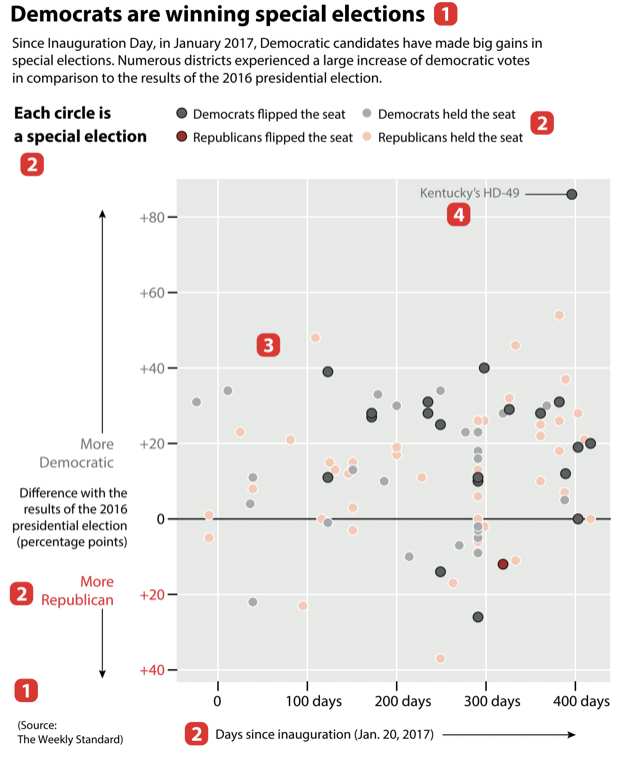 Democrats are winning special elections 1
Since Inauguration Day, in January 2017, Democratic candidates have made big gains in
special elections. Numerous districts experienced a large increase of democratic votes
in comparison to the results of the 2016 presidential election.
Each circle is
a special election
2
Democrats flipped the seat
Democrats held the seat
Republicans flipped the seat
Republicans held the seat
2
Kentucky's HD-49
4
3
+80
+60
+40
+20
0
+20
+40
More
Democratic
Difference with the
results of the 2016
presidential election
(percentage points)
2
More
Republican
1
0
100 days
200 days
300 days
400 days
(Source:
The Weekly Standard)
2 Days since inauguration (Jan. 20, 2017)